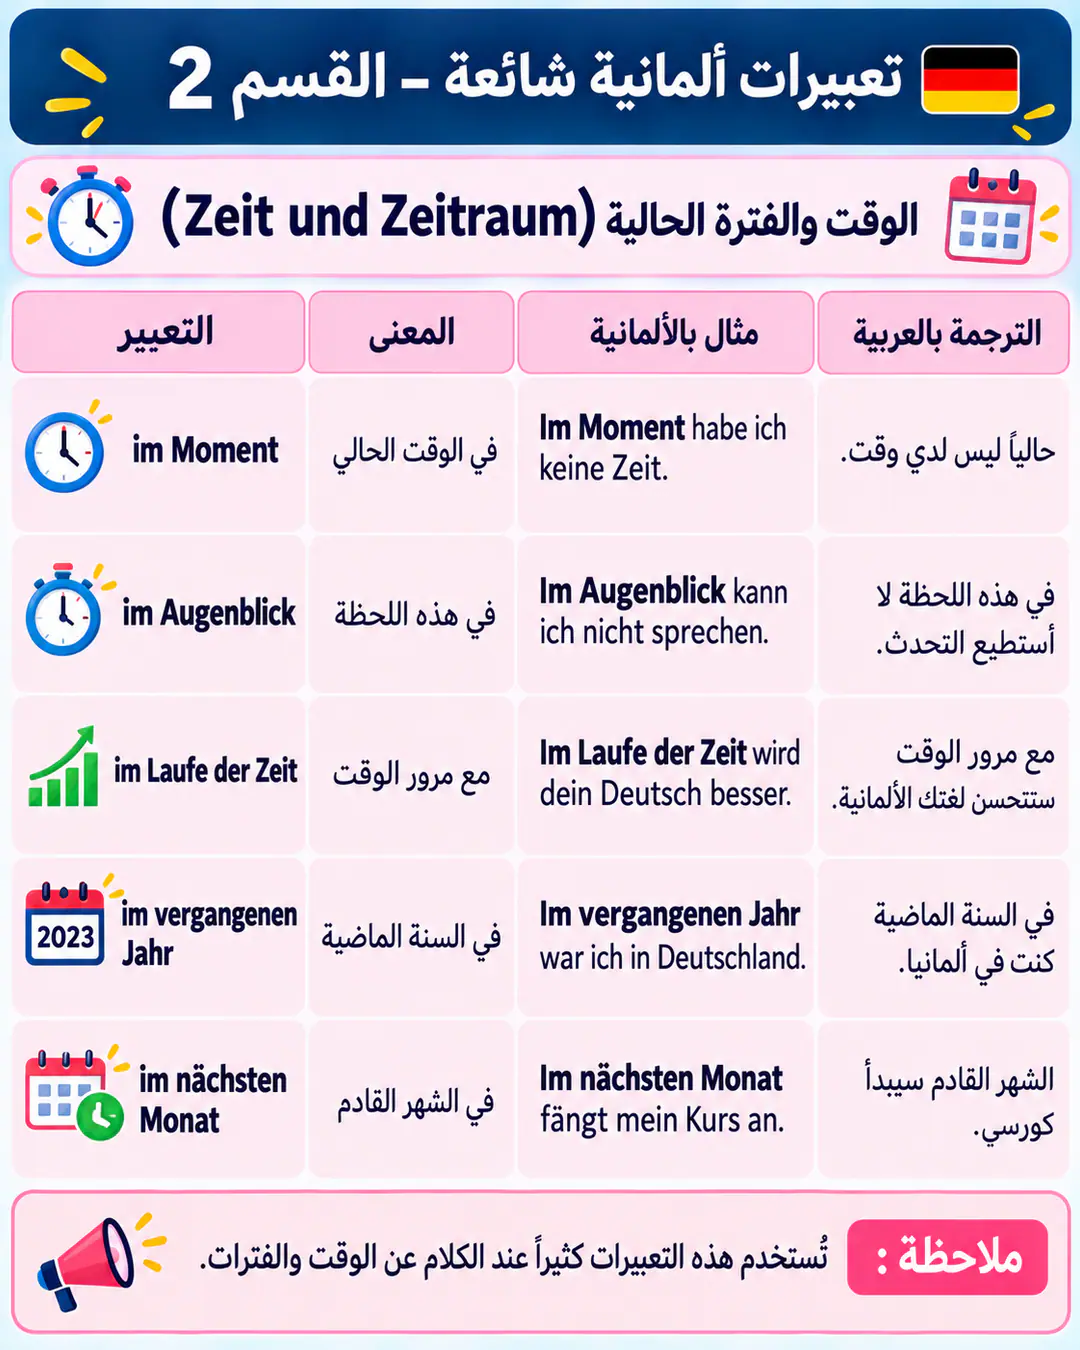 تعبيرات ألمانية شائعة – القسم 2
الوقت والفترة الحالية (Zeit und Zeitraum)
التعبير
المعنى
مثال بالألمانية
الترجمة بالعربية
im Moment
في الوقت الحالي
Im Moment habe ich
keine Zeit.
حالياً ليس لدي وقت.
im Augenblick
في هذه اللحظة
Im Augenblick kann
ich nicht sprechen.
في هذه اللحظة لا
أستطيع التحدث.
im Laufe der Zeit
مع مرور الوقت
Im Laufe der Zeit wird
dein Deutsch besser.
مع مرور الوقت
ستتحسن لغتك الألمانية.
2023
im vergangenen
Jahr
في السنة الماضية
Im vergangenen Jahr
war ich in Deutschland.
في السنة الماضية
كنت في ألمانيا.
im nächsten
Monat
في الشهر القادم
Im nächsten Monat
fängt mein Kurs an.
الشهر القادم سيبدأ
كورسي.
ملاحظة :
تُستخدم هذه التعبيرات كثيراً عند الكلام عن الوقت والفترات.